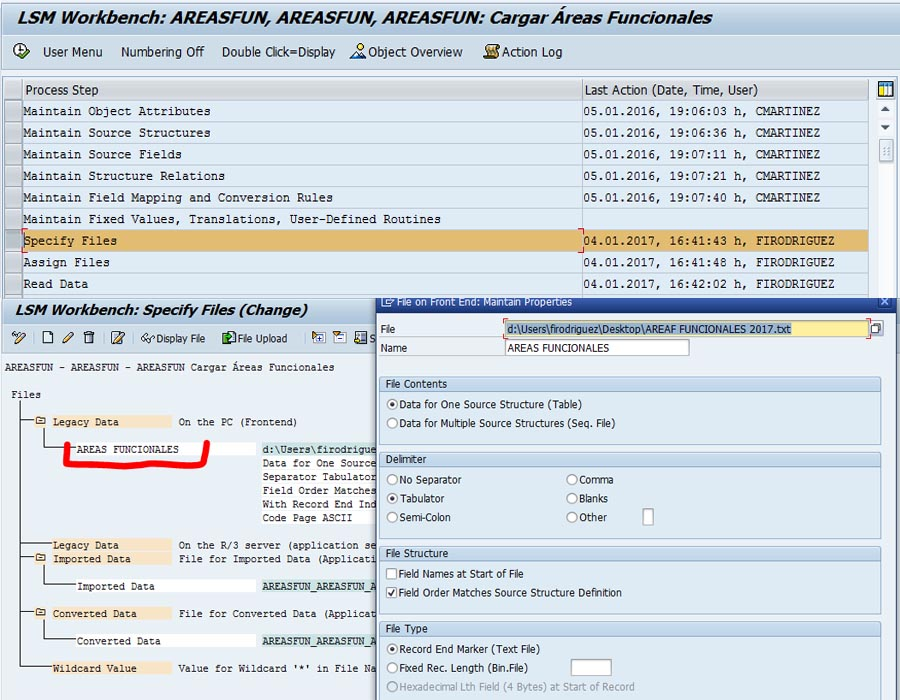 LSM Workbench: AREASFUN, AREASFUN, AREASFUN: Cargar Áreas Funcionales
User Menu Numbering Off Double Click=Display Object Overview Action Log
Process Step Last Action (Date, Time, User)
Maintain Object Attributes 05.01.2016, 19:06:03 h, CMARTINEZ
Maintain Source Structures 05.01.2016, 19:06:36 h, CMARTINEZ
Maintain Source Fields 05.01.2016, 19:07:11 h, CMARTINEZ
Maintain Structure Relations 05.01.2016, 19:07:21 h, CMARTINEZ
Maintain Field Mapping and Conversion Rules 05.01.2016, 19:07:40 h, CMARTINEZ
Maintain Fixed Values, Translations, User-Defined Routines
Specify Files 04.01.2017, 16:41:43 h, FIRODRIGUEZ
Assign Files 04.01.2017, 16:41:48 h, FIRODRIGUEZ
Read Data 04.01.2017, 16:42:02 h, FIRODRIGUEZ
LSM Workbench: Specify Files (Change)
Display File File Upload S
AREASFUN - AREASFUN - AREASFUN Cargar Áreas Funcionales
Files
Legacy Data On the PC (Frontend)
AREAS FUNCIONALES d:\Users\firodrigue
Data for One Source
Separator Tabulator
Field Order Matches
With Record End Ind
Code Page ASCII
Legacy Data On the R/3 server (application se
Imported Data File for Imported Data (Applicati
Imported Data AREASFUN_AREASFUN_A
Converted Data File for Converted Data (Applicat
Converted Data AREASFUN_AREASFUN_A
Wildcard Value Value for Wildcard '*' in File Na
File on Front End: Maintain Properties
File d:\Users\firodriguez\Desktop\AREAF FUNCIONALES 2017.txt
Name AREAS FUNCIONALES
File Contents
Data for One Source Structure (Table)
Data for Multiple Source Structures (Seq. File)
Delimiter
No Separator Comma
Tabulator Blanks
Semi-Colon Other
File Structure
Field Names at Start of File
Field Order Matches Source Structure Definition
File Type
Record End Marker (Text File)
Fixed Rec. Length (Bin.File)
Hexadecimal Lth Field (4 Bytes) at Start of Record